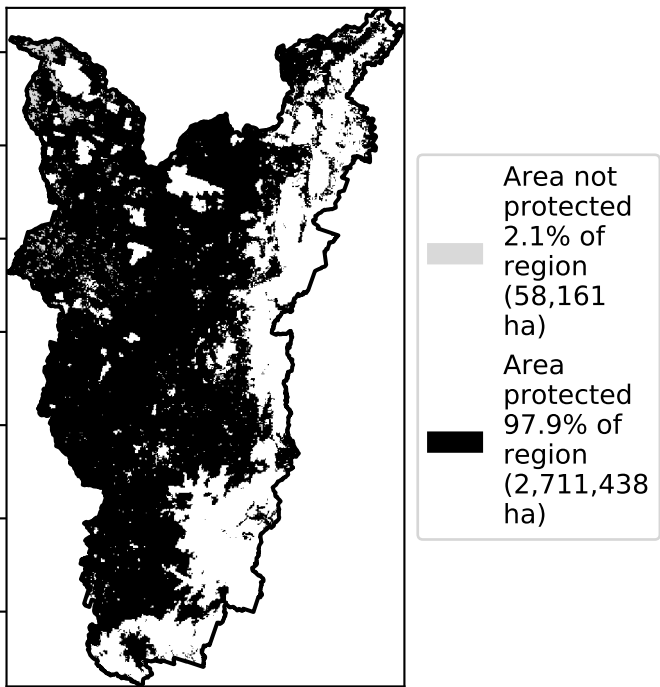 Area not
protected
2.1% of
region
(58,161
ha)
Area
protected
97.9% of
region
(2,711,438
ha)